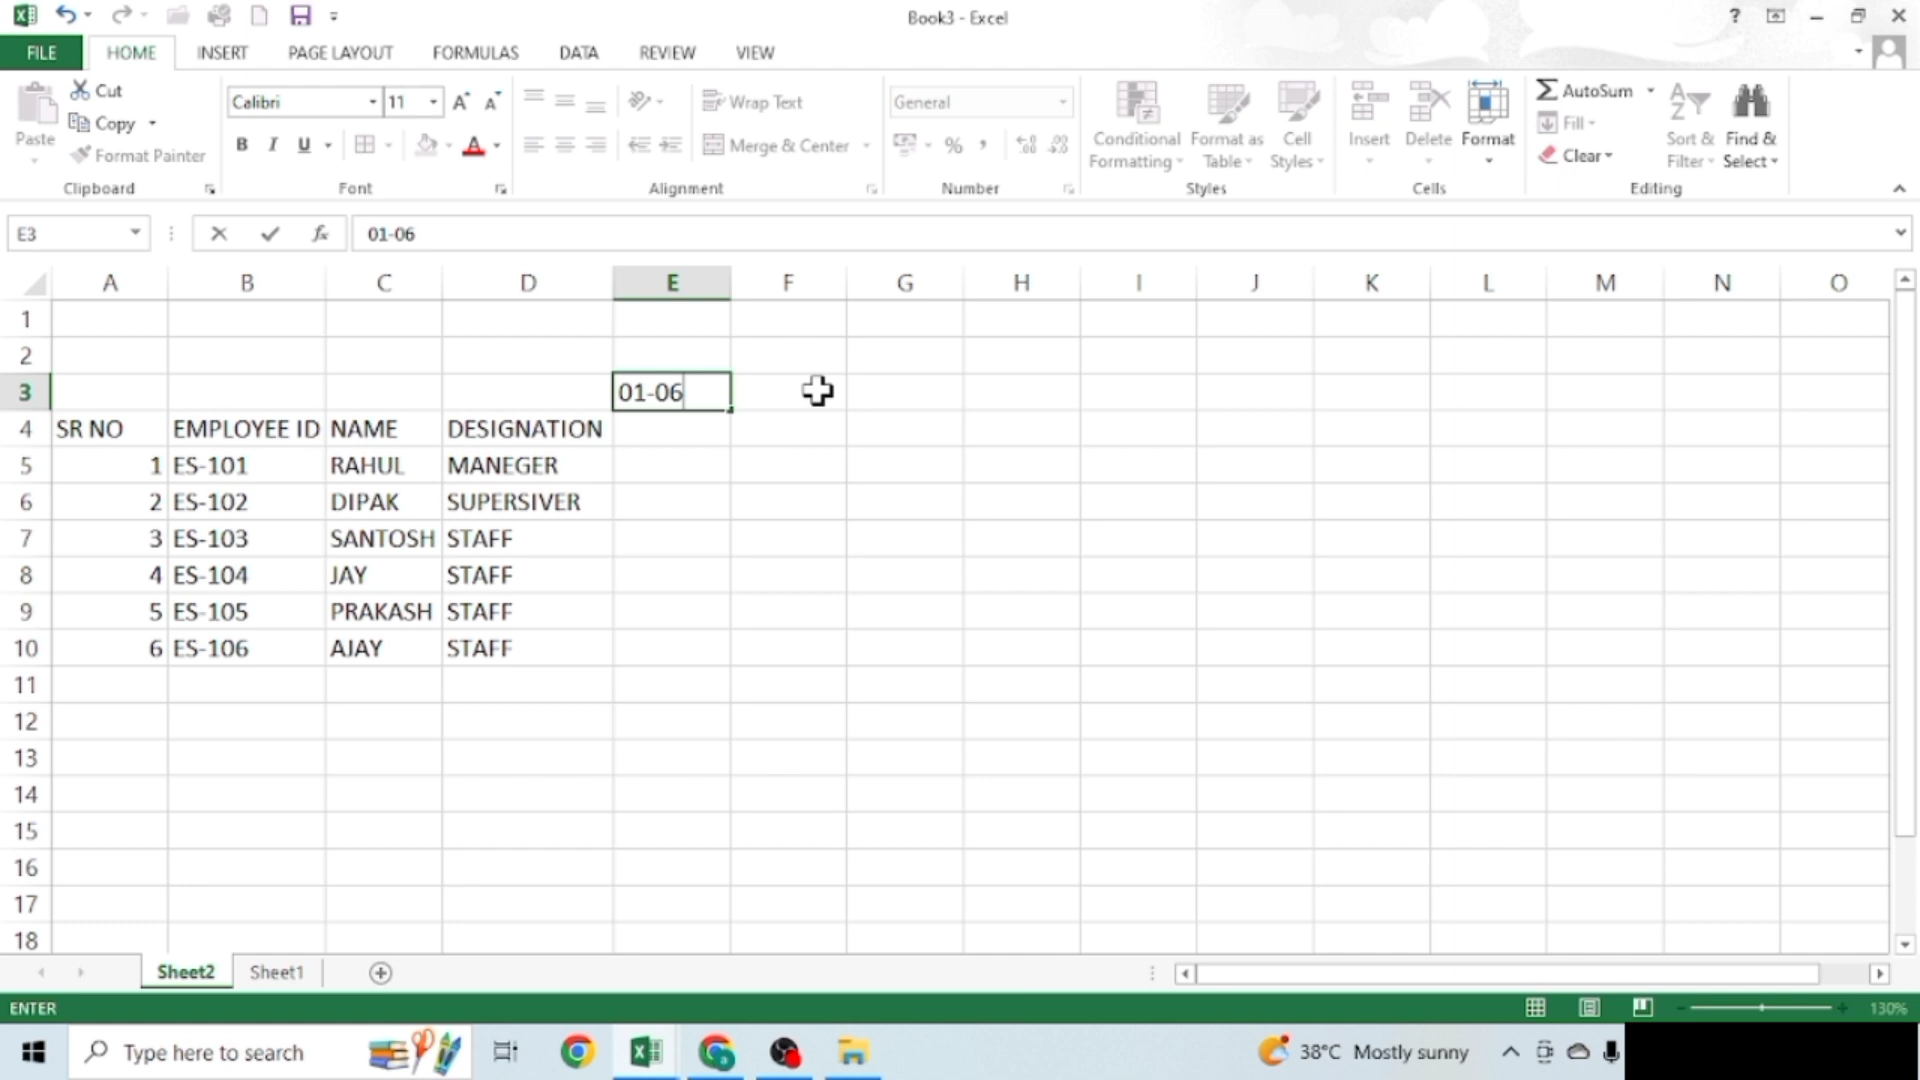 Book3 - Excel
?
FILE HOME INSERT PAGE LAYOUT FORMULAS DATA REVIEW VIEW
Paste
Cut
Copy
Format Painter
Clipboard
Calibri 11
B I U
Font
Wrap Text
Merge & Center
Alignment
General
%
Number
Conditional Formatting
Format as Table
Cell Styles
Styles
Insert
Delete
Format
Cells
AutoSum
Fill
Clear
Sort & Filter
Find & Select
Editing
E3 fx 01-06
A B C D E F G H I J K L M N O
1
2
3 01-06
4 SR NO EMPLOYEE ID NAME DESIGNATION
5 1 ES-101 RAHUL MANEGER
6 2 ES-102 DIPAK SUPERSIVER
7 3 ES-103 SANTOSH STAFF
8 4 ES-104 JAY STAFF
9 5 ES-105 PRAKASH STAFF
10 6 ES-106 AJAY STAFF
11
12
13
14
15
16
17
18
Sheet2 Sheet1
ENTER 130%
Type here to search 38°C Mostly sunny